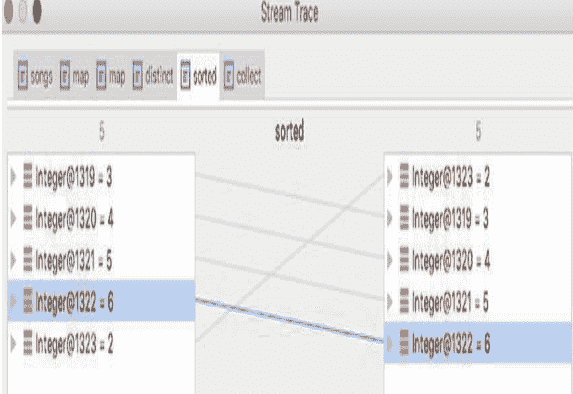 Stream Trace
songs map map distinct sorted collect
5 sorted 5
Integer@1319 = 3
Integer@1320 = 4
Integer@1321 = 5
Integer@1322 = 6
Integer@1323 = 2
Integer@1323 = 2
Integer@1319 = 3
Integer@1320 = 4
Integer@1321 = 5
Integer@1322 = 6